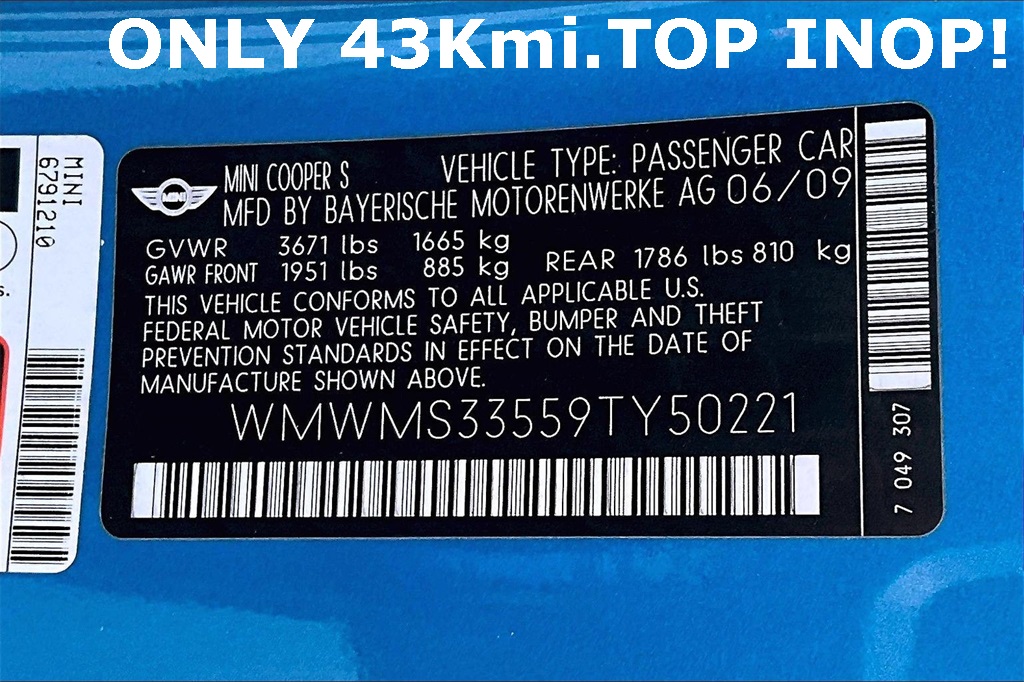 ONLY 43Kmi.TOP INOP!
MINI
6791210
s.
MINI
MINI COOPER S VEHICLE TYPE: PASSENGER CAR
MFD BY BAYERISCHE MOTORENWERKE AG 06/09
GVWR 3671 lbs 1665 kg
GAWR FRONT 1951 lbs 885 kg REAR 1786 lbs 810 kg
THIS VEHICLE CONFORMS TO ALL APPLICABLE U.S.
FEDERAL MOTOR VEHICLE SAFETY, BUMPER AND THEFT
PREVENTION STANDARDS IN EFFECT ON THE DATE OF
MANUFACTURE SHOWN ABOVE.
WMWMS33559TY50221
7 049 307